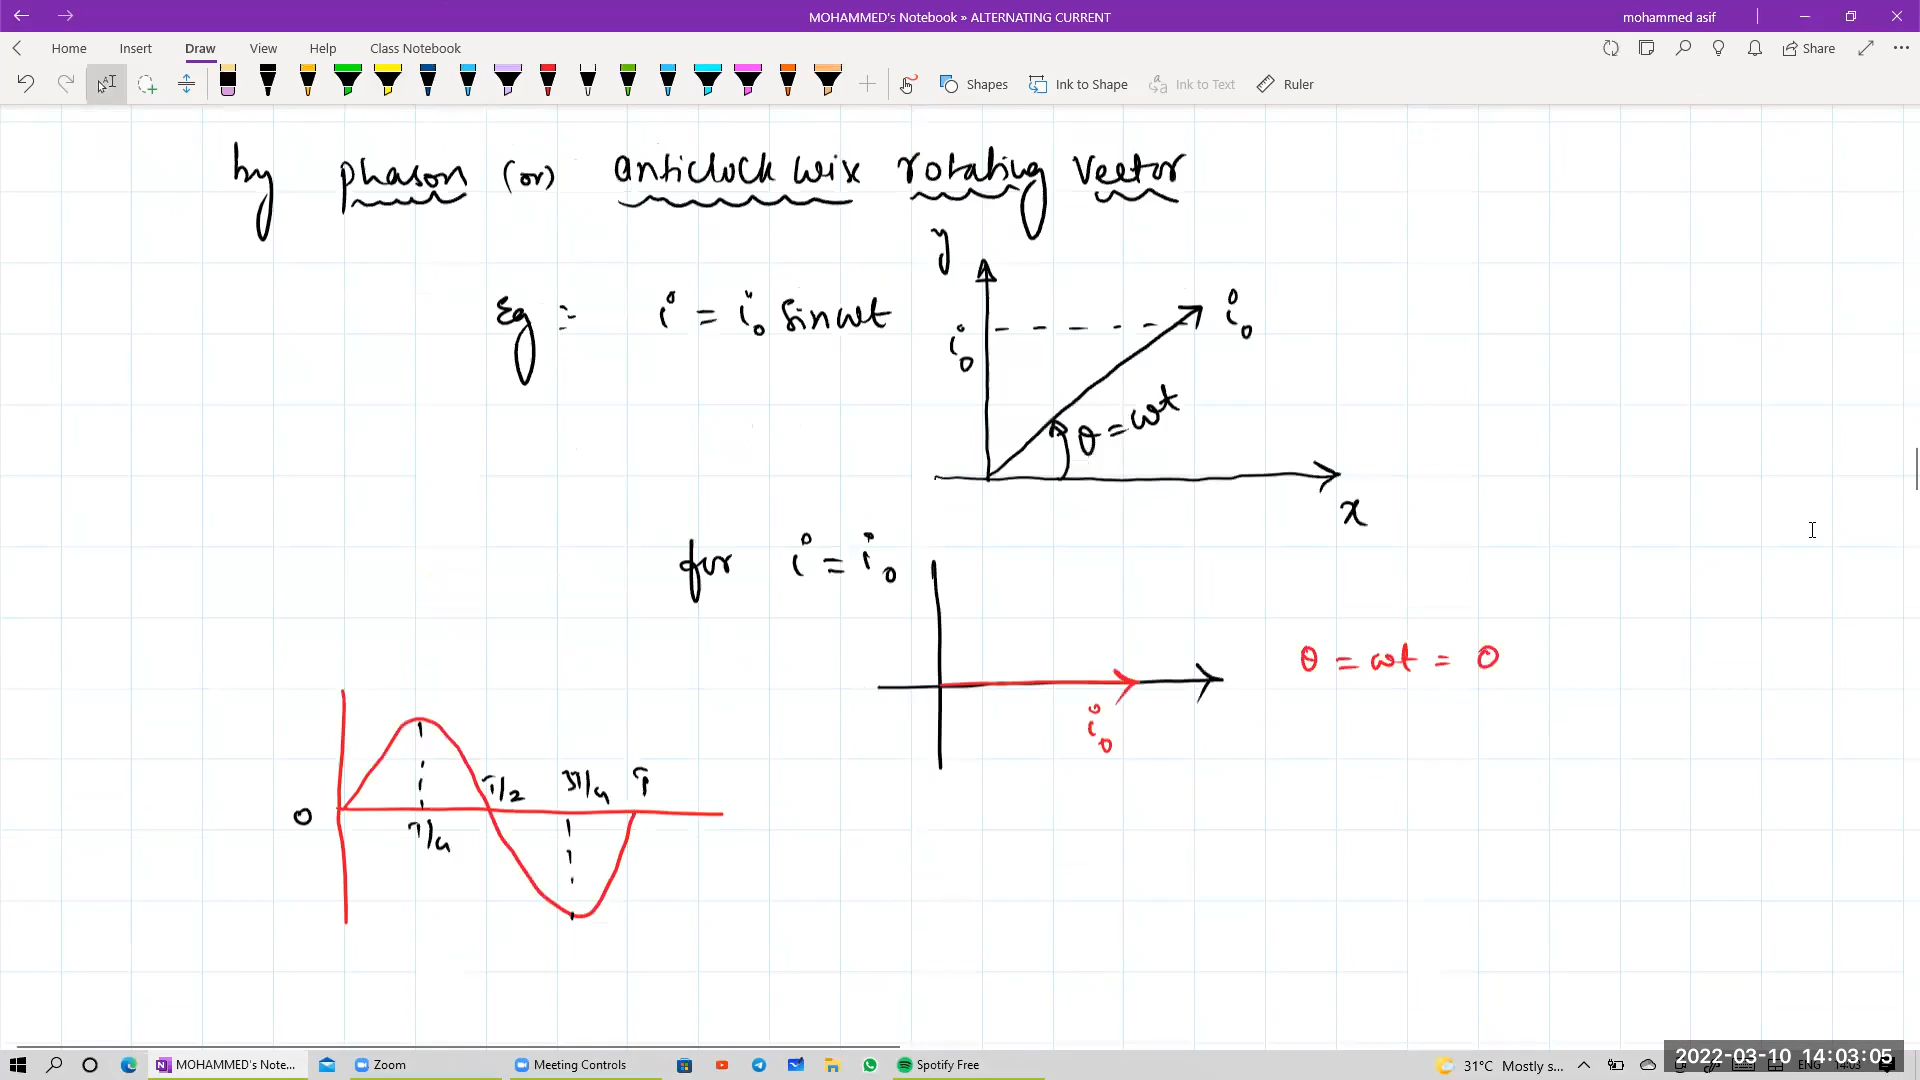 MOHAMMED's Notebook » ALTERNATING CURRENT
mohammed asif
Home Insert Draw View Help Class Notebook
Share
Shapes Ink to Shape Ink to Text Ruler
by phasor (or) anticlock wise rotating vector
y
Eg := i = i₀ sinωt
i₀
i₀
θ = ωt
x
for i = i₀
θ = ωt = 0
i₀
T/2 3T/4 T
0
T/4
MOHAMMED's Note... Zoom Meeting Controls Spotify Free
31°C Mostly s...
2022-03-10 14:03:05